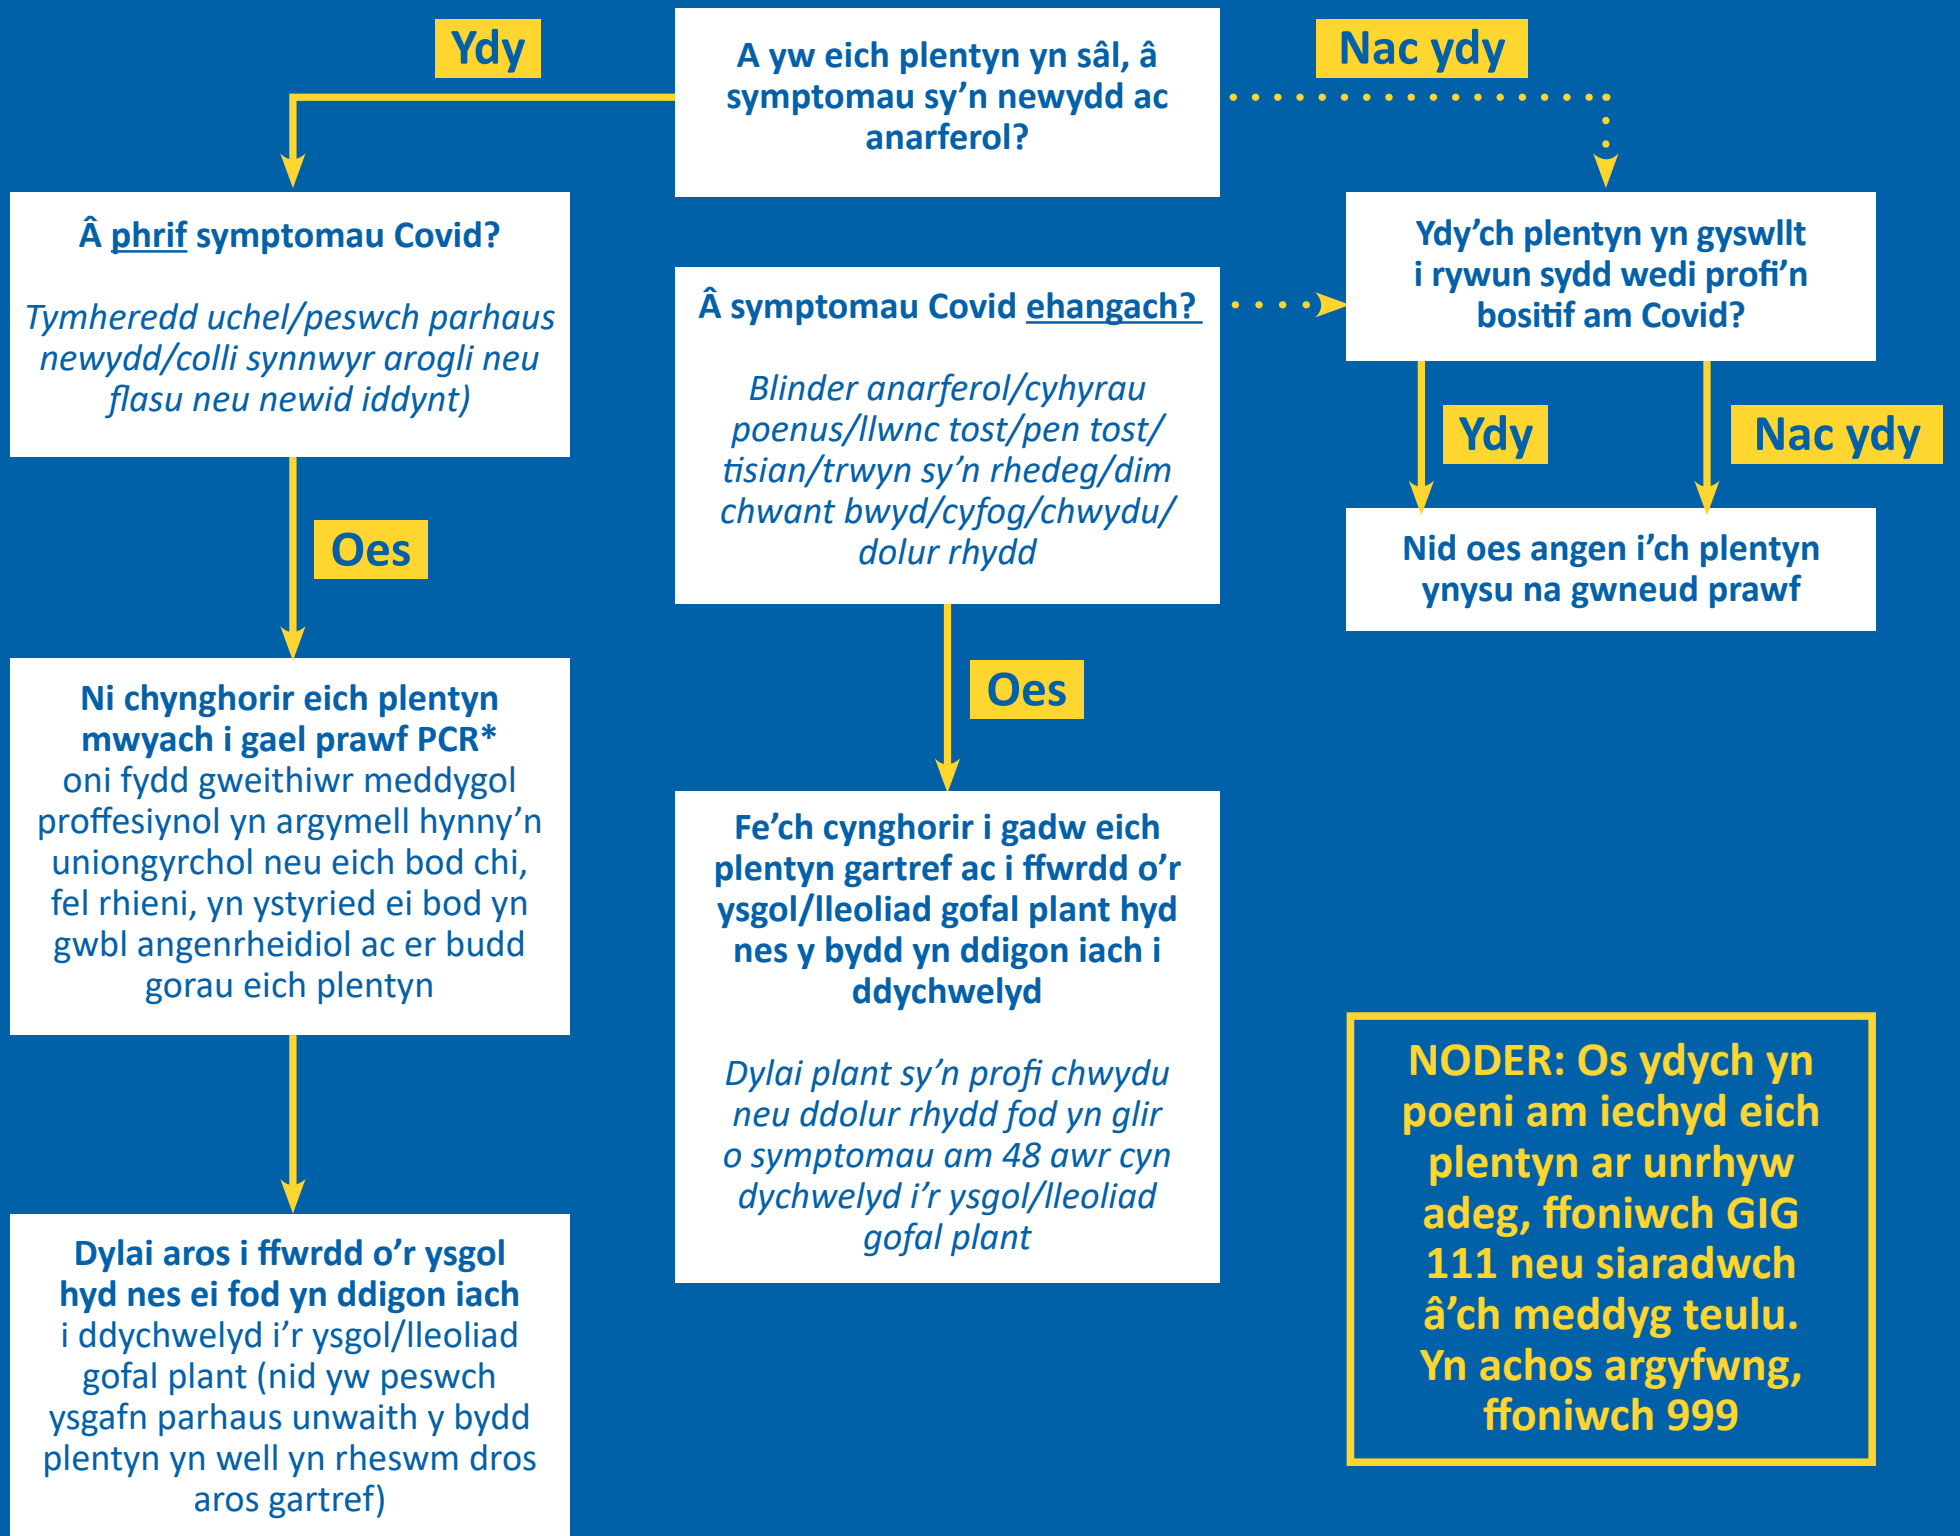 Ydy
A yw eich plentyn yn sâl, â
symptomau sy’n newydd ac
anarferol?
Nac ydy
Â phrif symptomau Covid?
Tymheredd uchel/peswch parhaus
newydd/colli synnwyr arogli neu
flasu neu newid iddynt)
Oes
Ni chynghorir eich plentyn
mwyach i gael prawf PCR*
oni fydd gweithiwr meddygol
proffesiynol yn argymell hynny’n
uniongyrchol neu eich bod chi,
fel rhieni, yn ystyried ei bod yn
gwbl angenrheidiol ac er budd
gorau eich plentyn
Dylai aros i ffwrdd o’r ysgol
hyd nes ei fod yn ddigon iach
i ddychwelyd i’r ysgol/lleoliad
gofal plant (nid yw peswch
ysgafn parhaus unwaith y bydd
plentyn yn well yn rheswm dros
aros gartref)
Â symptomau Covid ehangach?
Blinder anarferol/cyhyrau
poenus/llwnc tost/pen tost/
tisian/trwyn sy’n rhedeg/dim
chwant bwyd/cyfog/chwydu/
dolur rhydd
Oes
Fe’ch cynghorir i gadw eich
plentyn gartref ac i ffwrdd o’r
ysgol/lleoliad gofal plant hyd
nes y bydd yn ddigon iach i
ddychwelyd
Dylai plant sy’n profi chwydu
neu ddolur rhydd fod yn glir
o symptomau am 48 awr cyn
dychwelyd i’r ysgol/lleoliad
gofal plant
Ydy’ch plentyn yn gyswllt
i rywun sydd wedi profi’n
bositif am Covid?
Ydy
Nac ydy
Nid oes angen i’ch plentyn
ynysu na gwneud prawf
NODER: Os ydych yn
poeni am iechyd eich
plentyn ar unrhyw
adeg, ffoniwch GIG
111 neu siaradwch
â’ch meddyg teulu.
Yn achos argyfwng,
ffoniwch 999